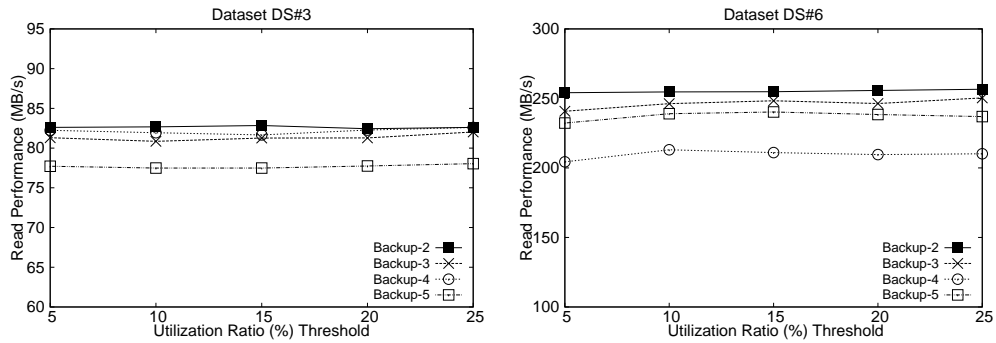 Dataset DS#3
Read Performance (MB/s)
95
90
85
80
75
70
65
60
5
10
15
20
25
Utilization Ratio (%) Threshold
Backup-2
Backup-3
Backup-4
Backup-5
Dataset DS#6
Read Performance (MB/s)
300
250
200
150
100
5
10
15
20
25
Utilization Ratio (%) Threshold
Backup-2
Backup-3
Backup-4
Backup-5